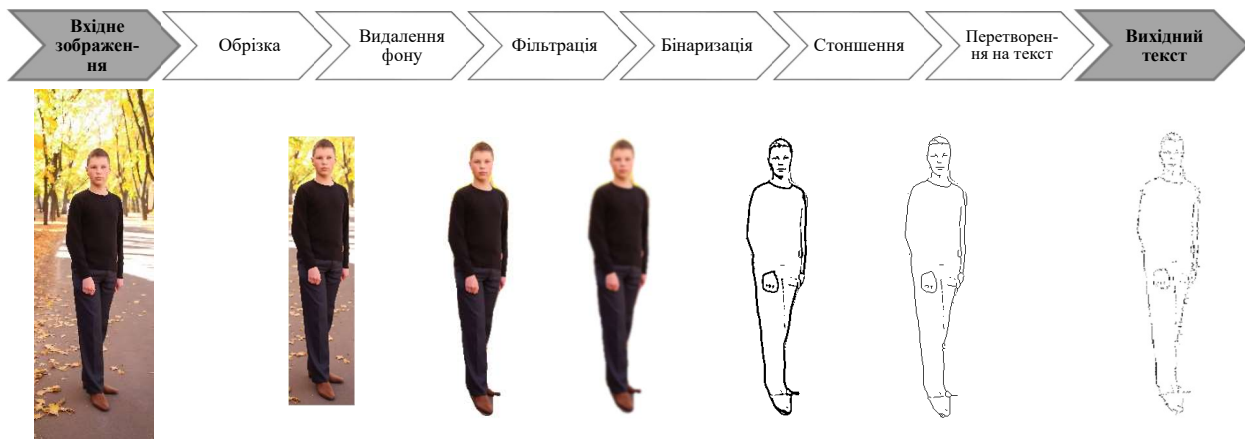 Вхідне
зображен-
ня
Обрізка
Видалення
фону
Фільтрація
Бінаризація
Стоншення
Перетворен-
ня на текст
Вихідний
текст